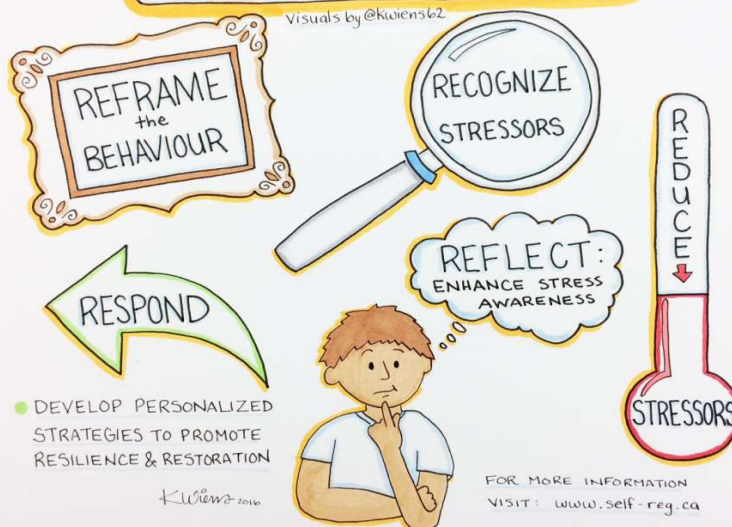 Visuals by @kwiens62
REFRAME
the
BEHAVIOUR
RECOGNIZE
STRESSORS
REDUCE
STRESSORS
REFLECT:
ENHANCE STRESS
AWARENESS
RESPOND
DEVELOP PERSONALIZED
STRATEGIES TO PROMOTE
RESILIENCE & RESTORATION
KWiens 2016
FOR MORE INFORMATION
VISIT: www.self-reg.ca